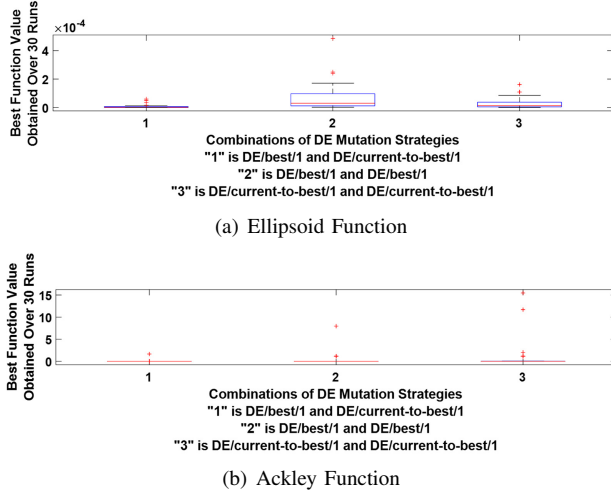 ×10⁻⁴
Best Function Value
Obtained Over 30 Runs
4
2
0
1 2 3
Combinations of DE Mutation Strategies
"1" is DE/best/1 and DE/current-to-best/1
"2" is DE/best/1 and DE/best/1
"3" is DE/current-to-best/1 and DE/current-to-best/1
(a) Ellipsoid Function
Best Function Value
Obtained Over 30 Runs
15
10
5
0
1 2 3
Combinations of DE Mutation Strategies
"1" is DE/best/1 and DE/current-to-best/1
"2" is DE/best/1 and DE/best/1
"3" is DE/current-to-best/1 and DE/current-to-best/1
(b) Ackley Function